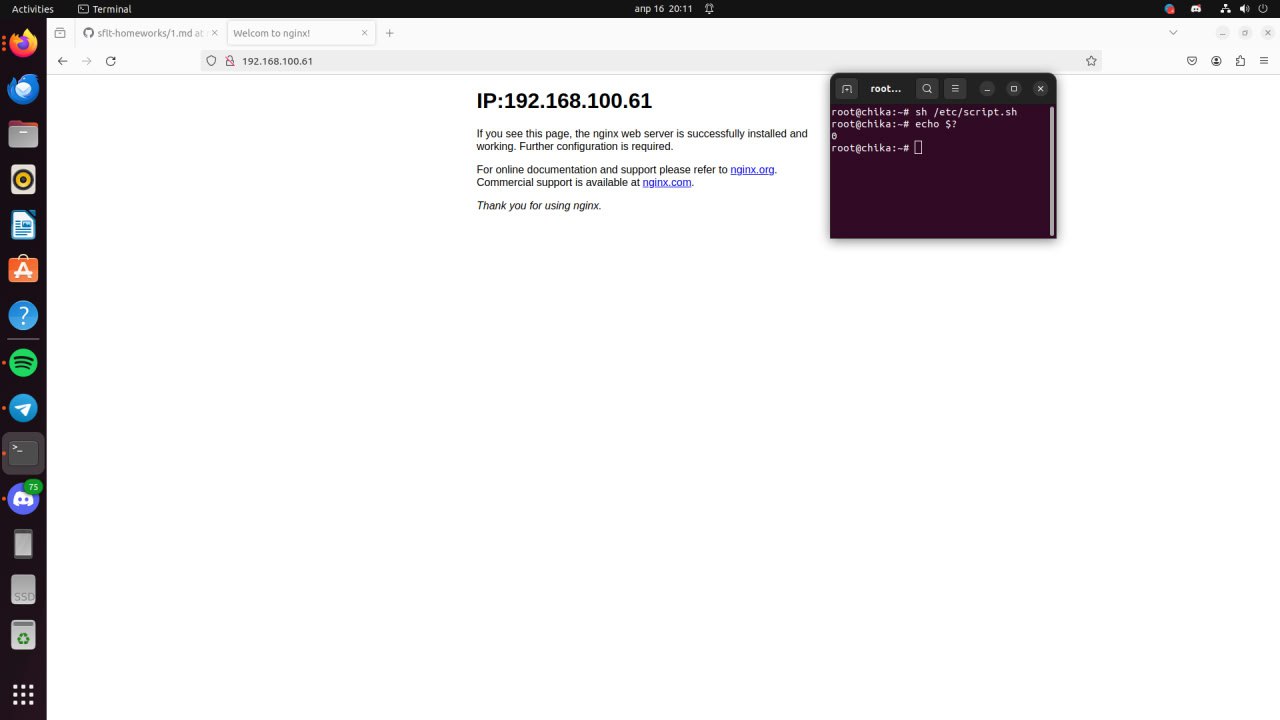 Activities
Terminal
апр 16 20:11
sflt-homeworks/1.md at
Welcom to nginx!
192.168.100.61
IP:192.168.100.61
If you see this page, the nginx web server is successfully installed and
working. Further configuration is required.
For online documentation and support please refer to nginx.org.
Commercial support is available at nginx.com.
Thank you for using nginx.
root...
root@chika:~# sh /etc/script.sh
root@chika:~# echo $?
0
root@chika:~#
75
SSD